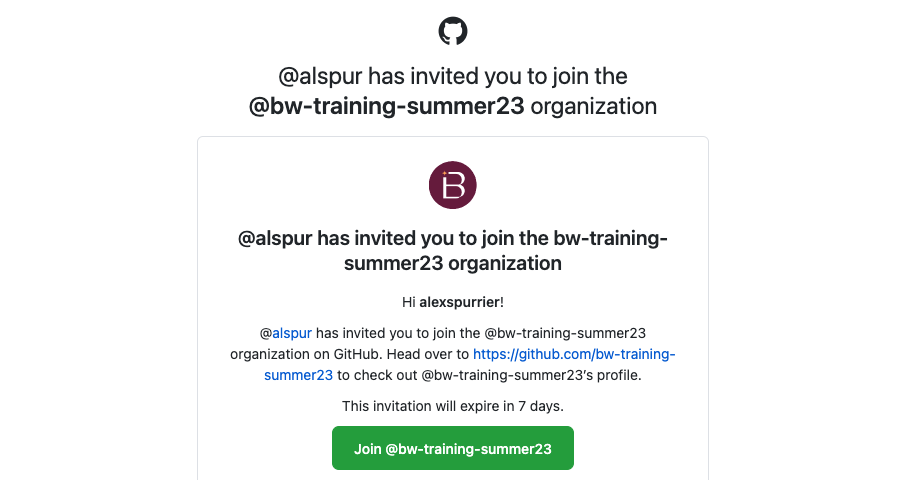 @alspur has invited you to join the
@bw-training-summer23 organization
B
@alspur has invited you to join the bw-training-
summer23 organization
Hi alexspurrier!
@alspur has invited you to join the @bw-training-summer23
organization on GitHub. Head over to https://github.com/bw-training-
summer23 to check out @bw-training-summer23's profile.
This invitation will expire in 7 days.
Join @bw-training-summer23